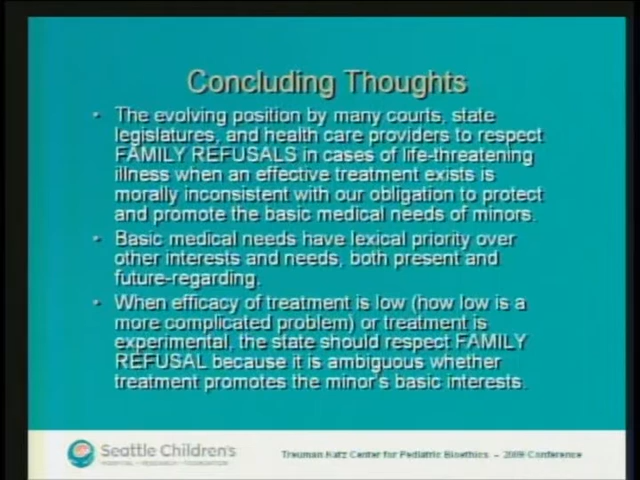 Concluding Thoughts
• The evolving position by many courts, state
legislatures, and health care providers to respect
FAMILY REFUSALS in cases of life-threatening
illness when an effective treatment exists is
morally inconsistent with our obligation to protect
and promote the basic medical needs of minors.
• Basic medical needs have lexical priority over
other interests and needs, both present and
future-regarding.
• When efficacy of treatment is low (how low is a
more complicated problem) or treatment is
experimental, the state should respect FAMILY
REFUSAL because it is ambiguous whether
treatment promotes the minor's basic interests.
Seattle Children's
HOSPITAL • RESEARCH • FOUNDATION
Treuman Katz Center for Pediatric Bioethics – 2009 Conference